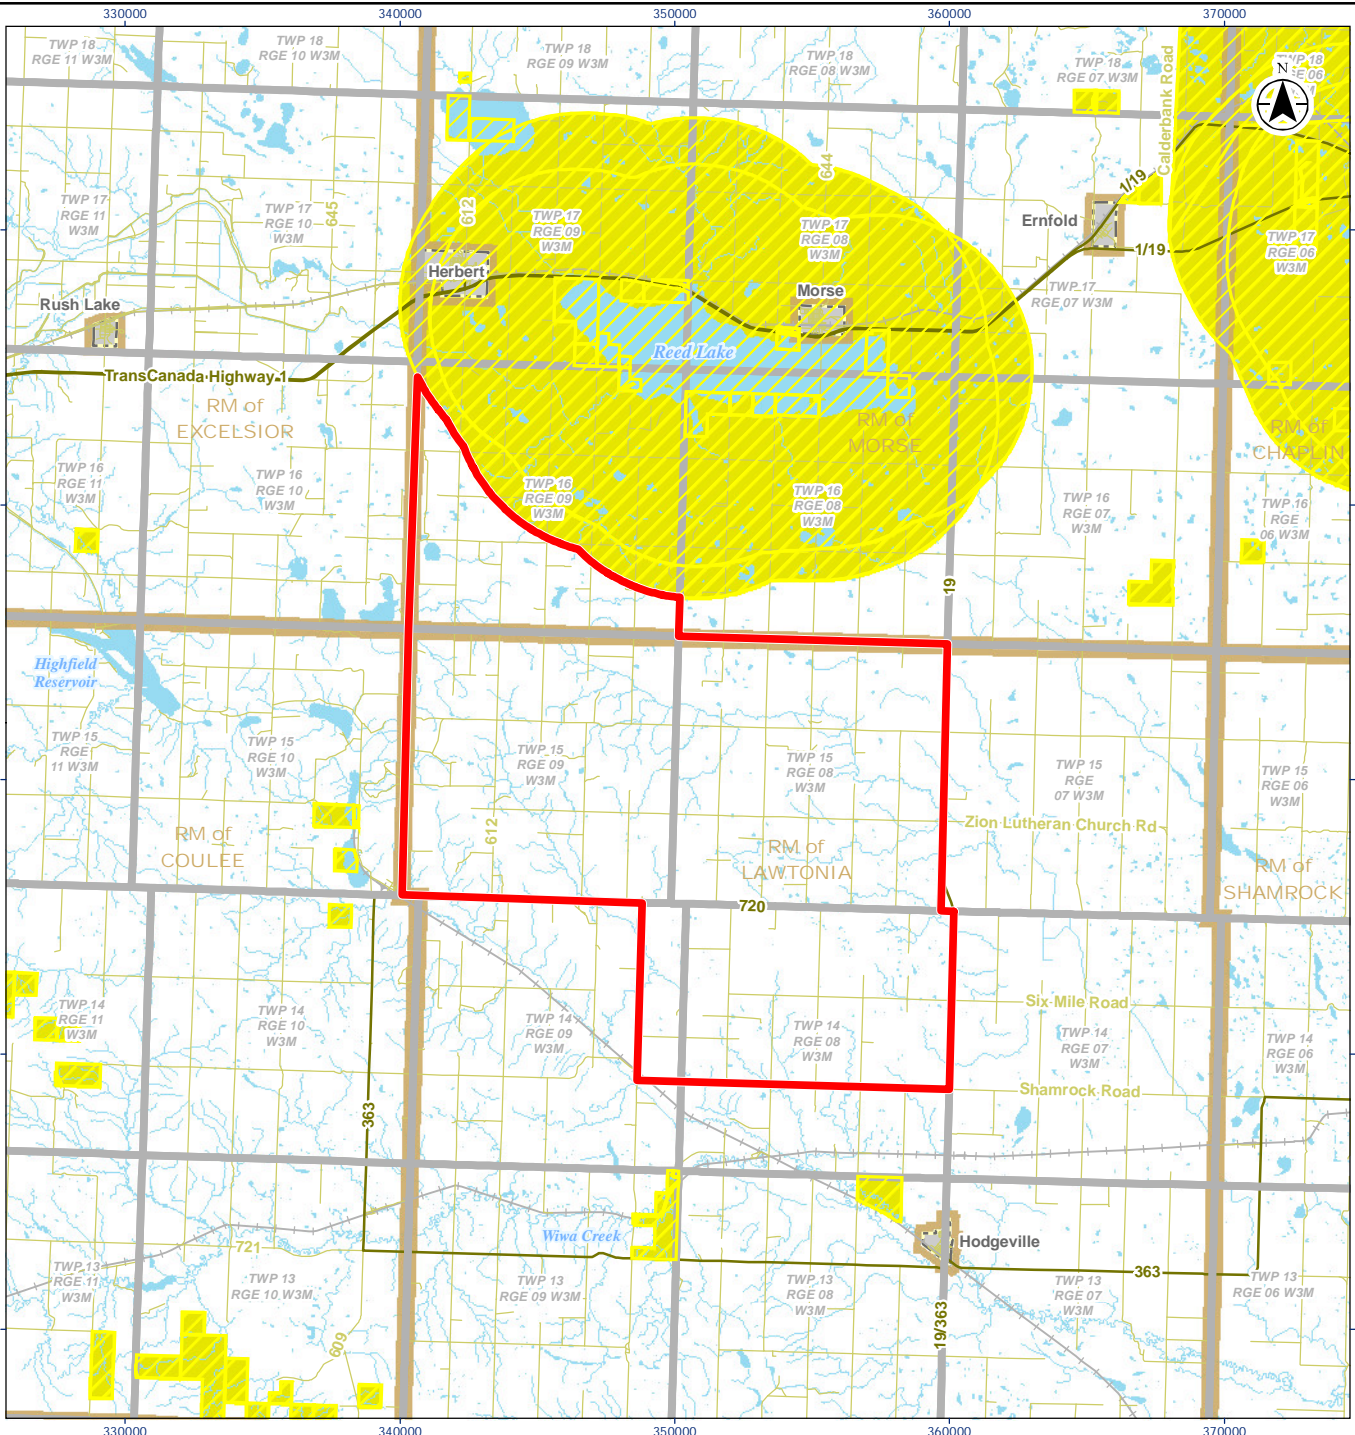 330000
340000
350000
360000
370000
TWP 18
RGE 11 W3M
TWP 18
RGE 10 W3M
TWP 18
RGE 09 W3M
TWP 18
RGE 08 W3M
TWP 18
RGE 07 W3M
N
Calderbank Road
644
1/19
612
645
TWP 17
RGE 11
W3M
TWP 17
RGE 10
W3M
TWP 17
RGE 09
W3M
TWP 17
RGE 08
W3M
Ernfold
1/19
TWP 17
RGE 06
W3M
Herbert
Morse
TWP 17
RGE 07 W3M
Rush Lake
Reed Lake
TransCanada Highway 1
RM of
EXCELSIOR
RM of
MORSE
RM of
CHAPLIN
TWP 16
RGE 11
W3M
TWP 16
RGE 10
W3M
TWP 16
RGE 09
W3M
TWP 16
RGE 08
W3M
TWP 16
RGE 07
W3M
TWP 16
RGE
06 W3M
19
Highfield
Reservoir
TWP 15
RGE
11 W3M
TWP 15
RGE 10
W3M
TWP 15
RGE 09
W3M
TWP 15
RGE 08
W3M
TWP 15
RGE
07 W3M
TWP 15
RGE 06
W3M
612
Zion Lutheran Church Rd
RM of
COULEE
RM of
LAWTONIA
RM of
SHAMROCK
720
TWP 14
RGE 11
W3M
TWP 14
RGE 10
W3M
TWP 14
RGE 09
W3M
TWP 14
RGE 08
W3M
Six Mile Road
TWP 14
RGE 07
W3M
TWP 14
RGE 06
W3M
Shamrock Road
363
Wiwa Creek
Hodgeville
721
363
TWP 13
RGE 11
W3M
TWP 13
RGE 10 W3M
TWP 13
RGE 09 W3M
TWP 13
RGE 08
W3M
TWP 13
RGE 07
W3M
TWP 13
RGE 06 W3M
609
19/363
330000
340000
350000
360000
370000